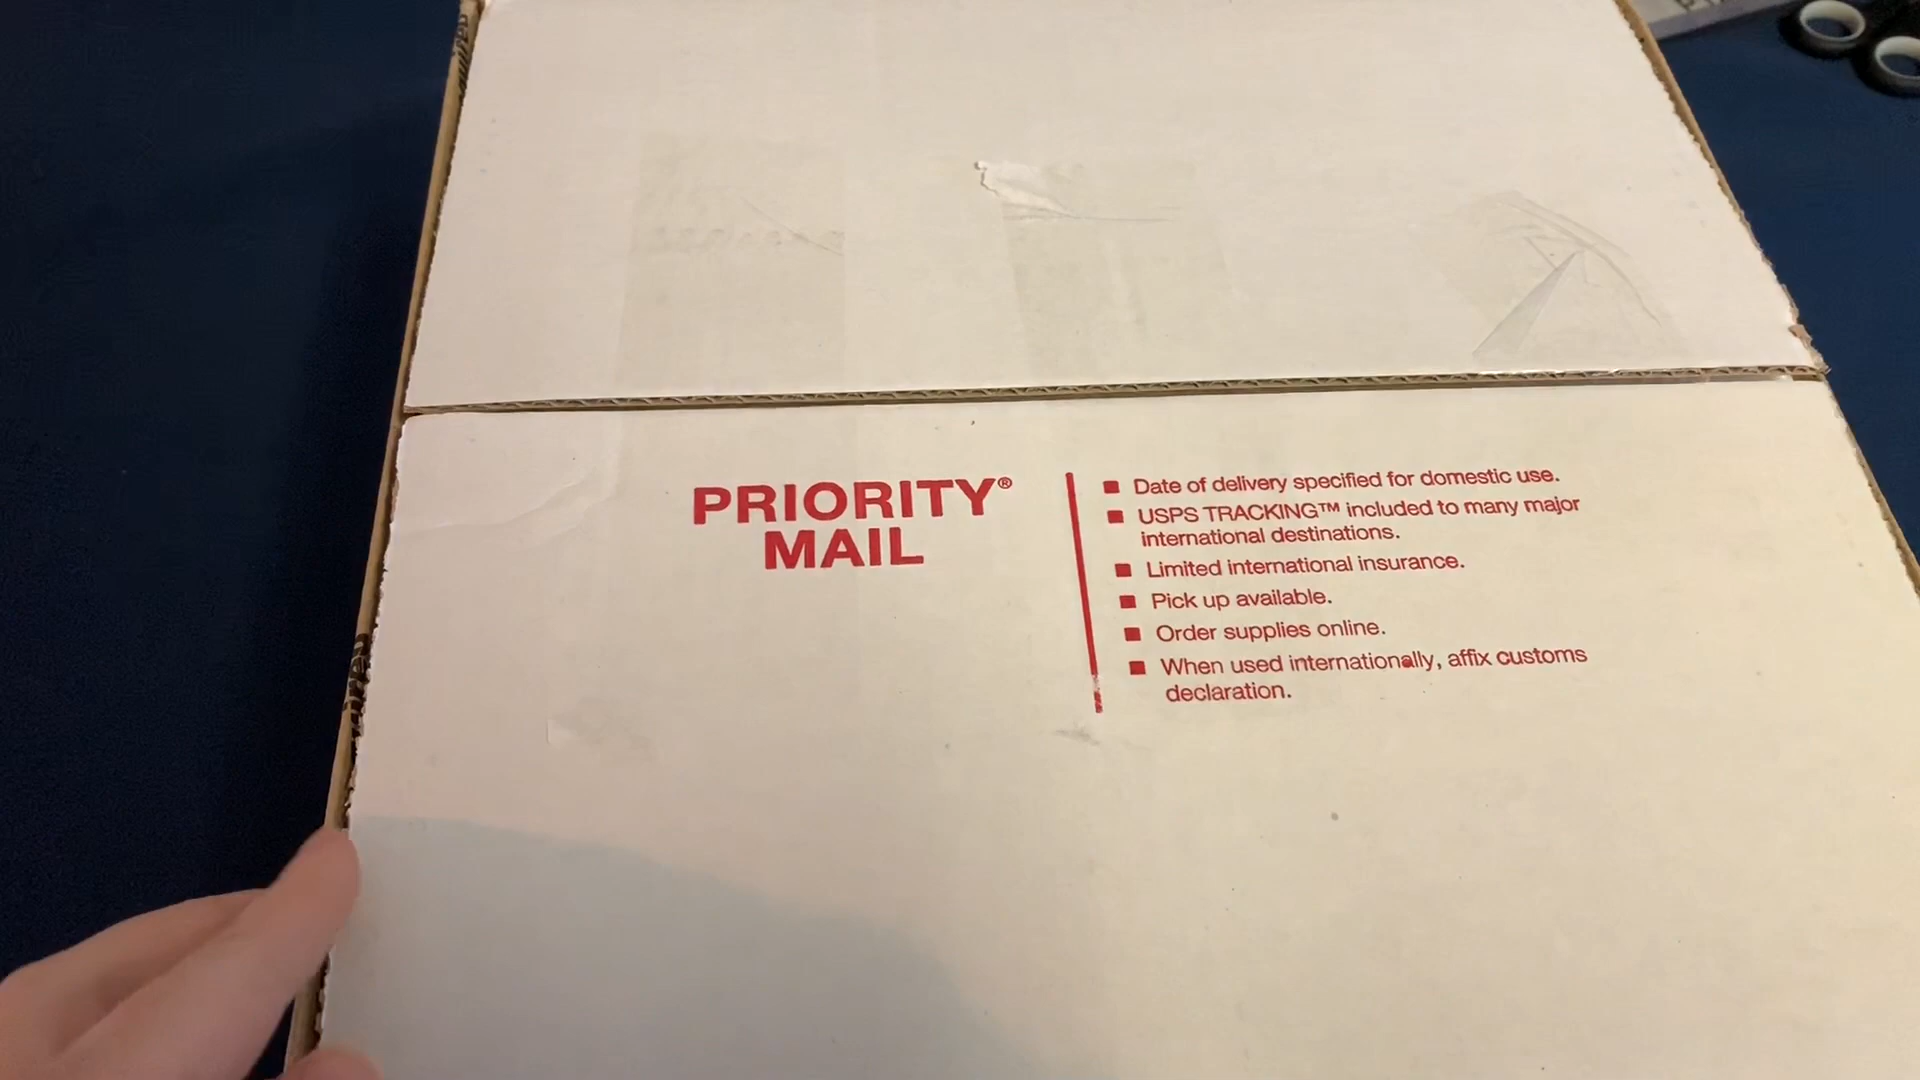 PRIORITY®
MAIL
■ Date of delivery specified for domestic use.
■ USPS TRACKING™ included to many major
international destinations.
■ Limited international insurance.
■ Pick up available.
■ Order supplies online.
■ When used internationally, affix customs
declaration.